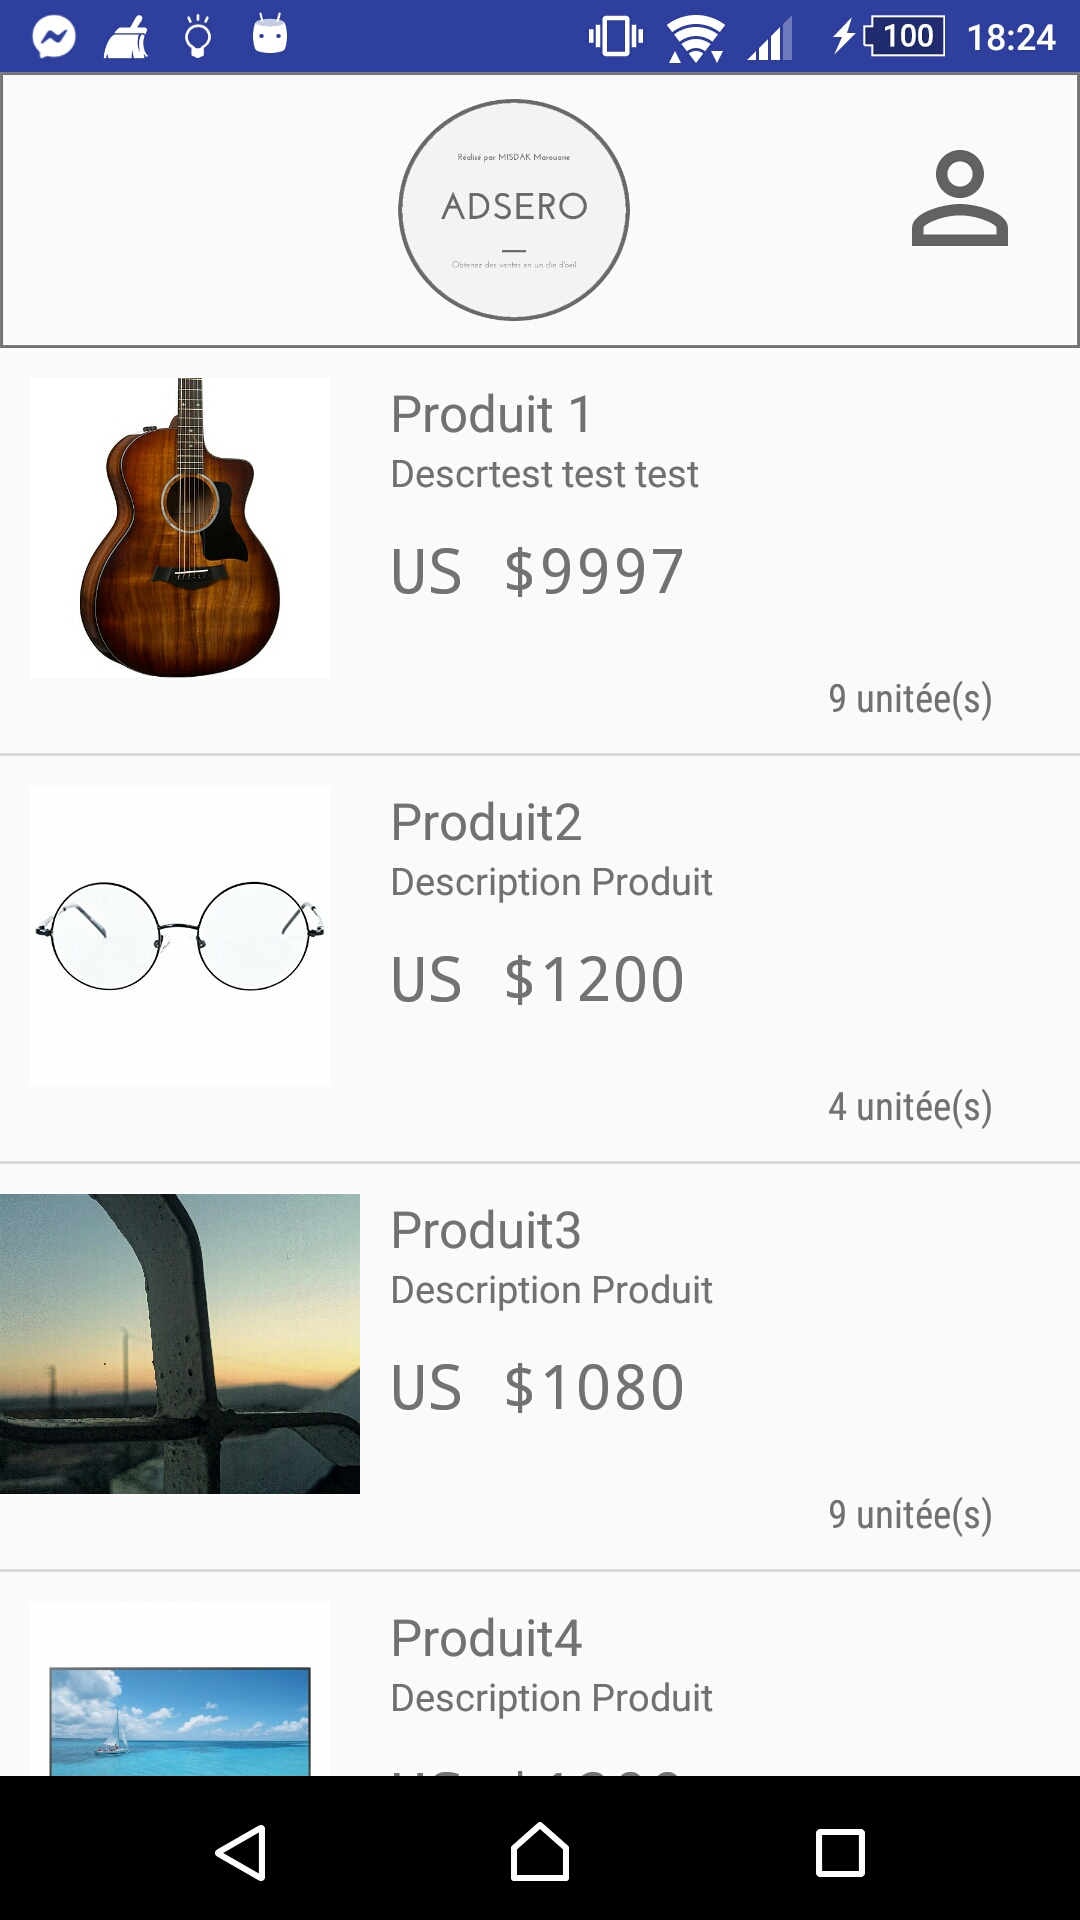 100 18:24
Réalisé par MISDAK Marouane
ADSERO
Obtenez des ventes en un clin d'oeil
Produit 1
Descrtest test test
US $9997
9 unitée(s)
Produit2
Description Produit
US $1200
4 unitée(s)
Produit3
Description Produit
US $1080
9 unitée(s)
Produit4
Description Produit